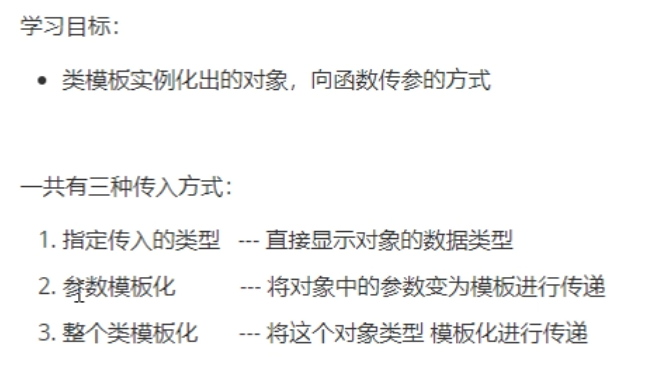 学习目标：
• 类模板实例化出的对象，向函数传参的方式
一共有三种传入方式：
1. 指定传入的类型 --- 直接显示对象的数据类型
2. 参数模板化 --- 将对象中的参数变为模板进行传递
3. 整个类模板化 --- 将这个对象类型 模板化进行传递